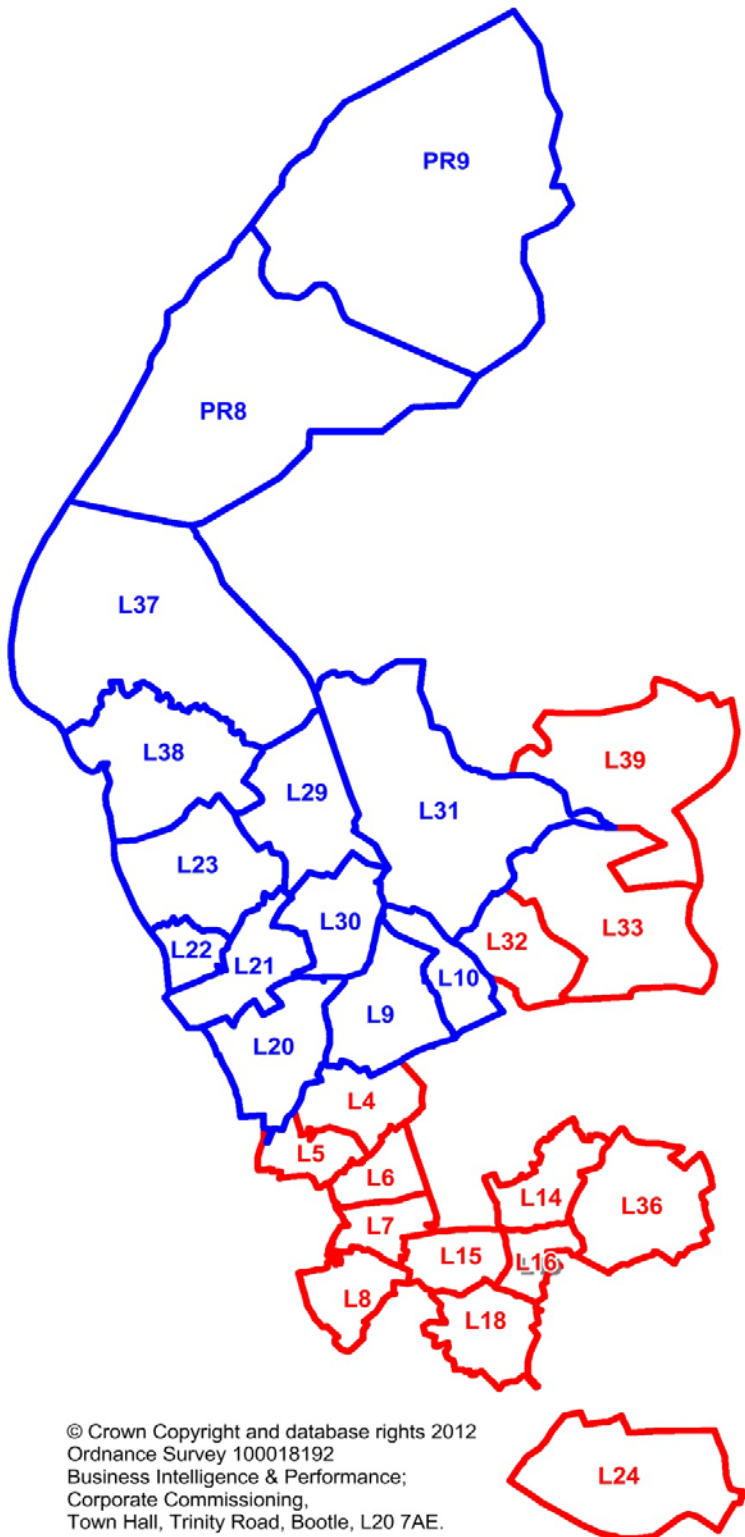 PR9
PR8
L37
L38
L29
L39
L31
L23
L30
L33
L32
L22
L21
L10
L9
L20
L4
L5
L6
L14
L36
L7
L15
L16
L8
L18
© Crown Copyright and database rights 2012
Ordnance Survey 100018192
Business Intelligence & Performance;
Corporate Commissioning,
Town Hall, Trinity Road, Bootle, L20 7AE.
L24